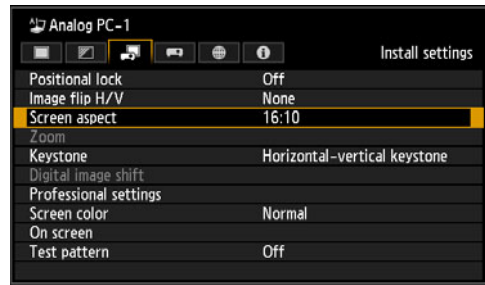 Analog PC-1
Install settings
Positional lock Off
Image flip H/V None
Screen aspect 16:10
Zoom
Keystone Horizontal-vertical keystone
Digital image shift
Professional settings
Screen color Normal
On screen
Test pattern Off